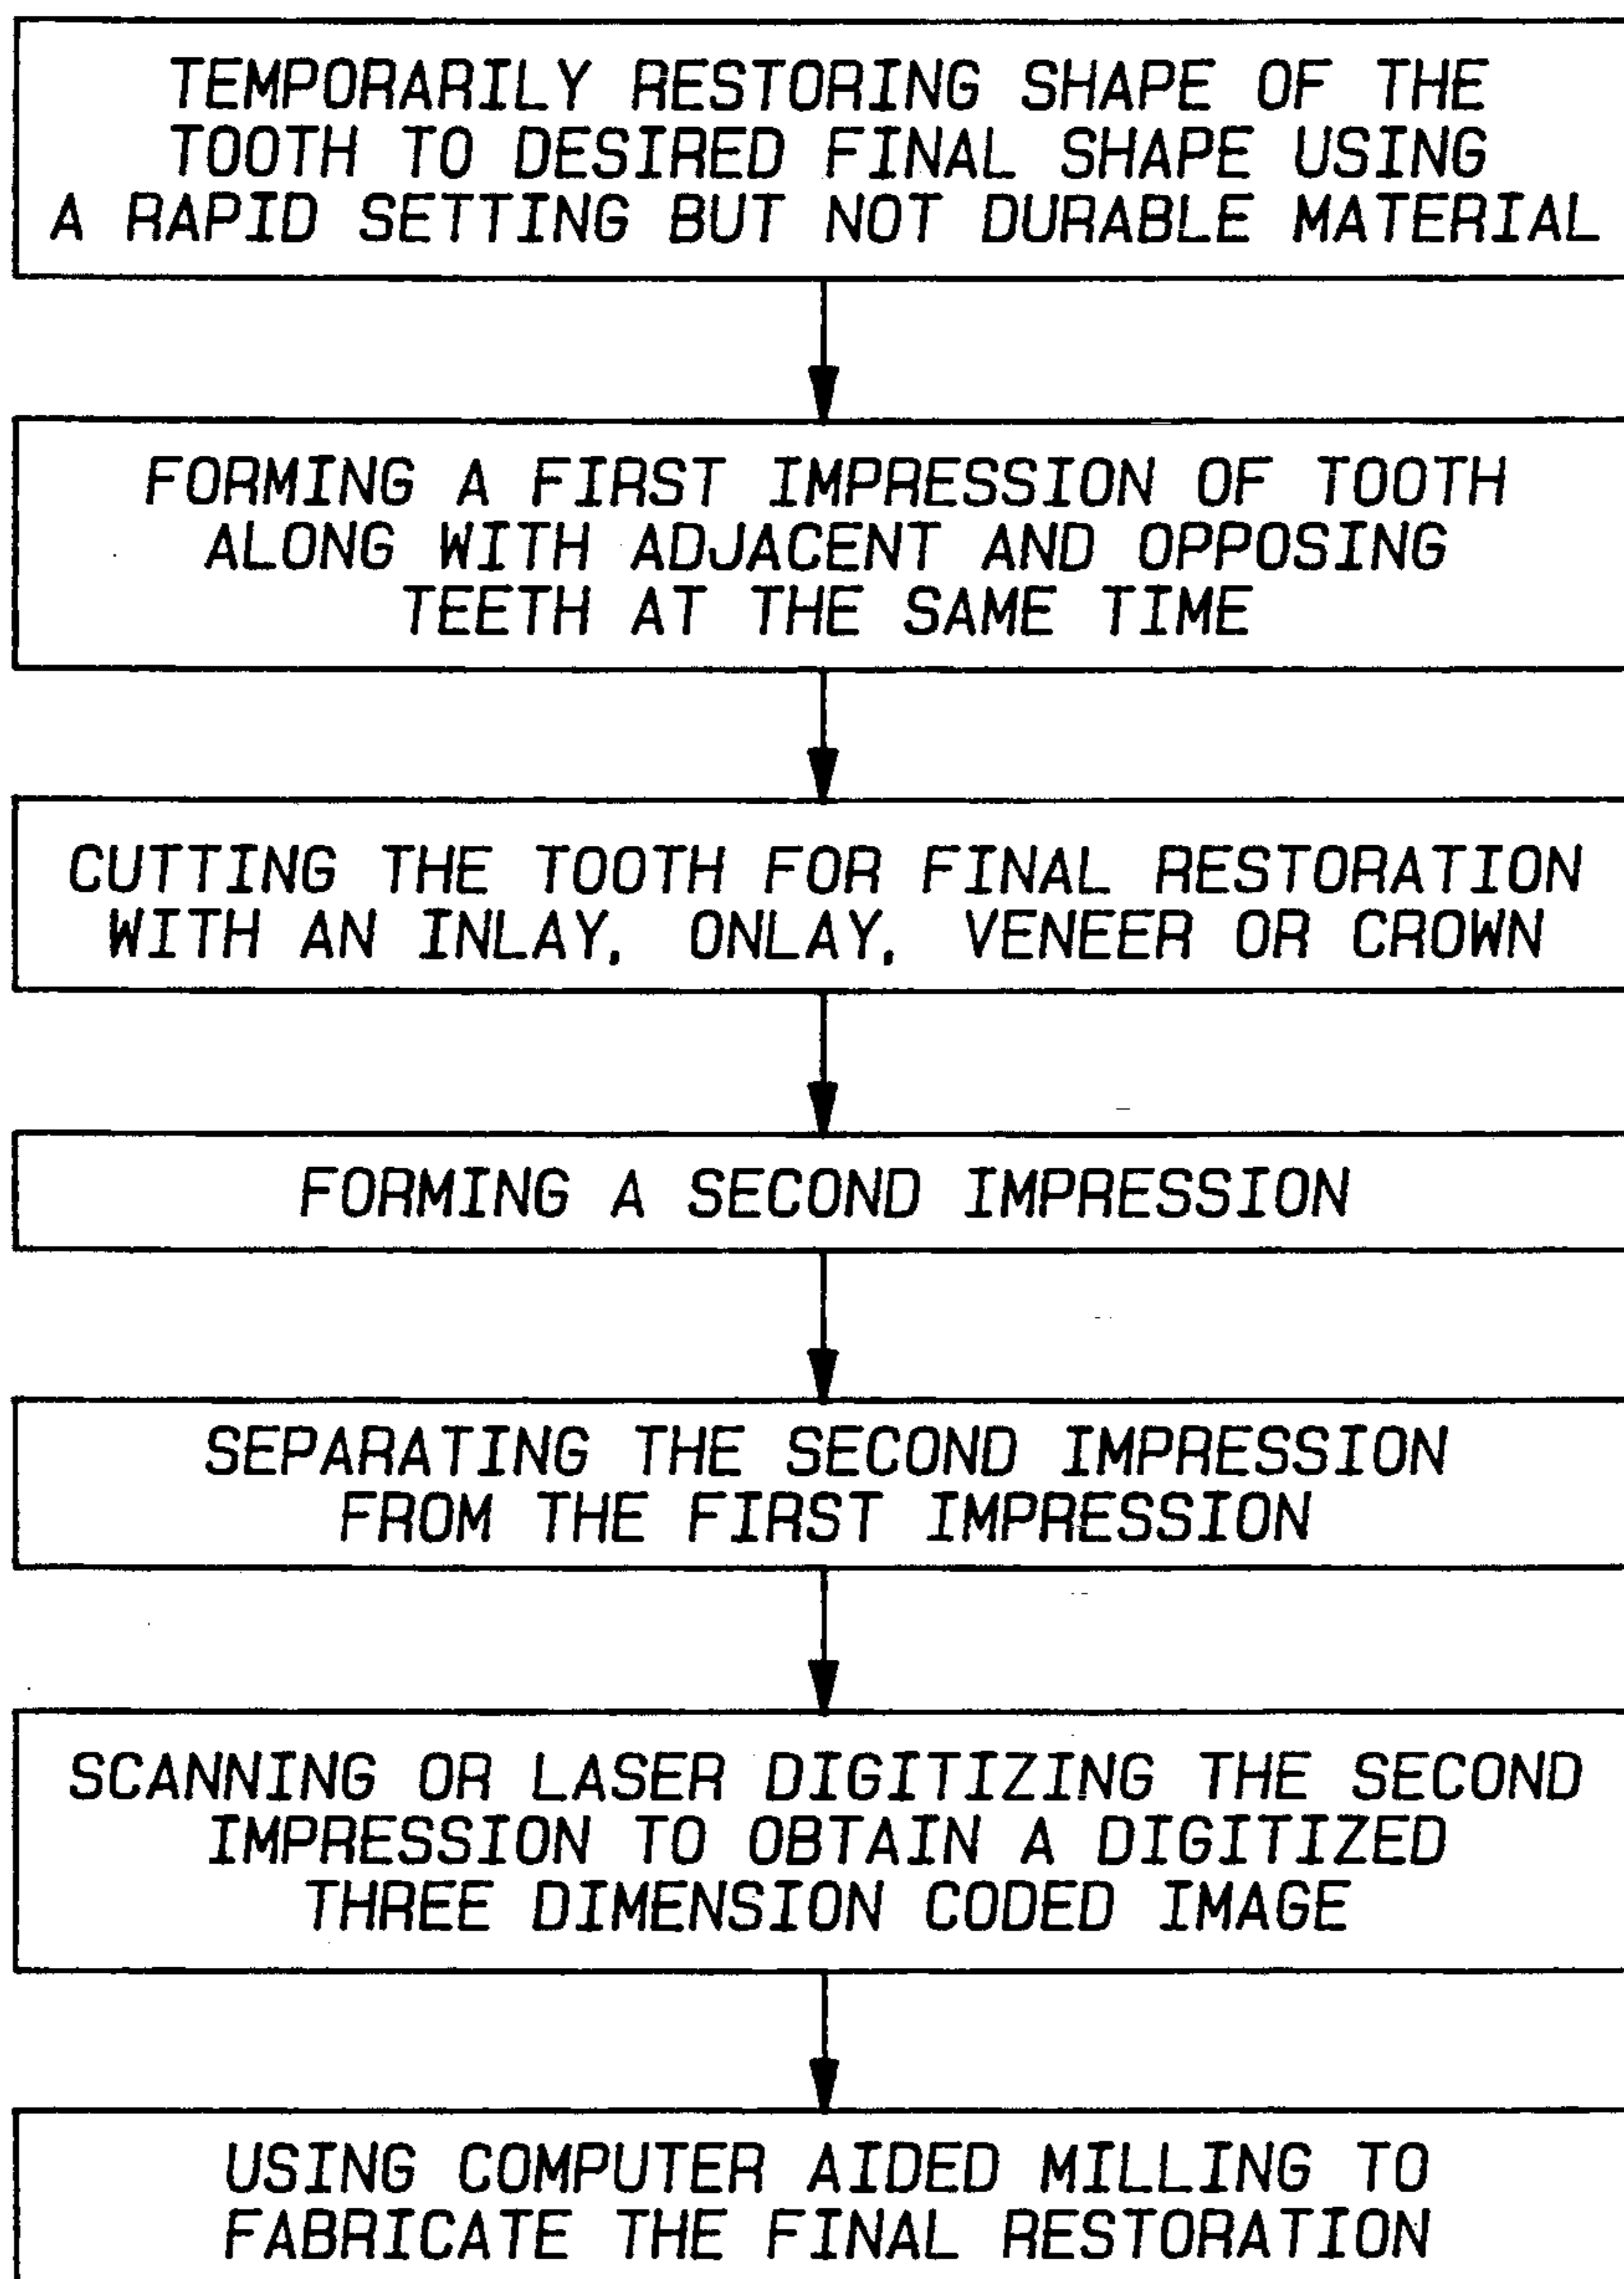 TEMPORARILY RESTORING SHAPE OF THE
TOOTH TO DESIRED FINAL SHAPE USING
A RAPID SETTING BUT NOT DURABLE MATERIAL
FORMING A FIRST IMPRESSION OF TOOTH
ALONG WITH ADJACENT AND OPPOSING
TEETH AT THE SAME TIME
CUTTING THE TOOTH FOR FINAL RESTORATION
WITH AN INLAY, ONLAY, VENEER OR CROWN
FORMING A SECOND IMPRESSION
SEPARATING THE SECOND IMPRESSION
FROM THE FIRST IMPRESSION
SCANNING OR LASER DIGITIZING THE SECOND
IMPRESSION TO OBTAIN A DIGITIZED
THREE DIMENSION CODED IMAGE
USING COMPUTER AIDED MILLING TO
FABRICATE THE FINAL RESTORATION